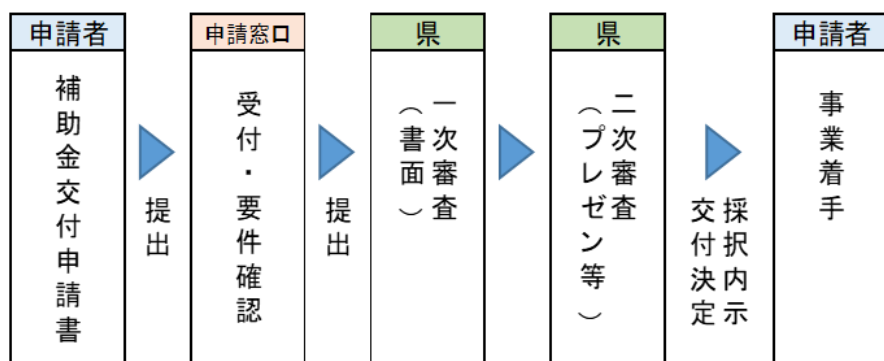 申請者
補助金交付申請書
提出
申請窓口
受付・要件確認
提出
県
一次審査
（書面）
県
二次審査
（プレゼン等）
採択内示
交付決定
申請者
事業着手